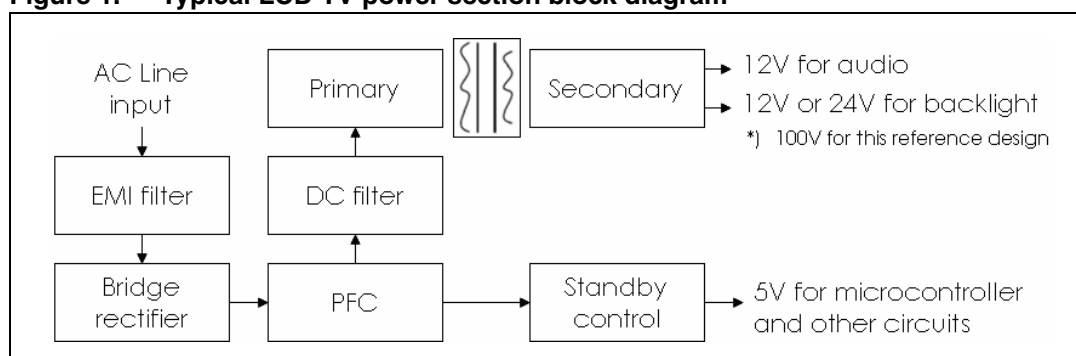 Figure 1. Typical LCD TV power section block diagram
AC Line
input
EMI filter
Bridge
rectifier
PFC
DC filter
Primary
Secondary
12V for audio
12V or 24V for backlight
*) 100V for this reference design
Standby
control
5V for microcontroller
and other circuits